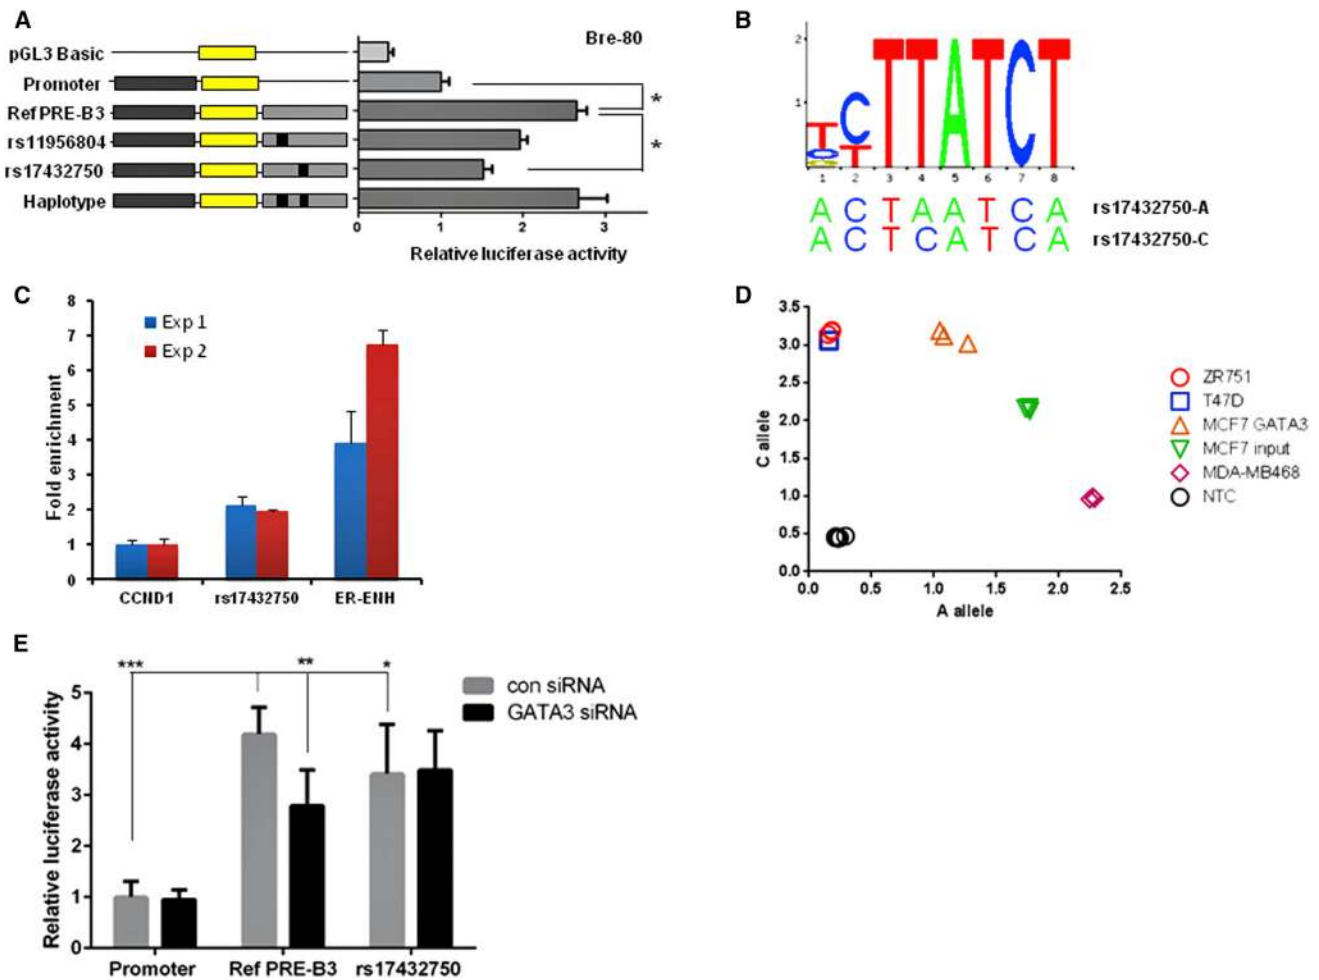 A
Bre-80
pGL3 Basic
Promoter
Ref PRE-B3
rs11956804
rs17432750
Haplotype
*
*
0 1 2 3
Relative luciferase activity
B
2
1
T C T T A T C T
C T
1 2 3 4 5 6 7 8
A C T A A T C A rs17432750-A
A C T C A T C A rs17432750-C
C
8
7
6
5
4
3
2
1
0
Fold enrichment
Exp 1
Exp 2
CCND1 rs17432750 ER-ENH
D
3.5
3.0
2.5
2.0
1.5
1.0
0.5
0.0
C allele
0.0 0.5 1.0 1.5 2.0 2.5
A allele
ZR751
T47D
MCF7 GATA3
MCF7 input
MDA-MB468
NTC
E
*** ** *
5
4
3
2
1
0
Relative luciferase activity
con siRNA
GATA3 siRNA
Promoter Ref PRE-B3 rs17432750